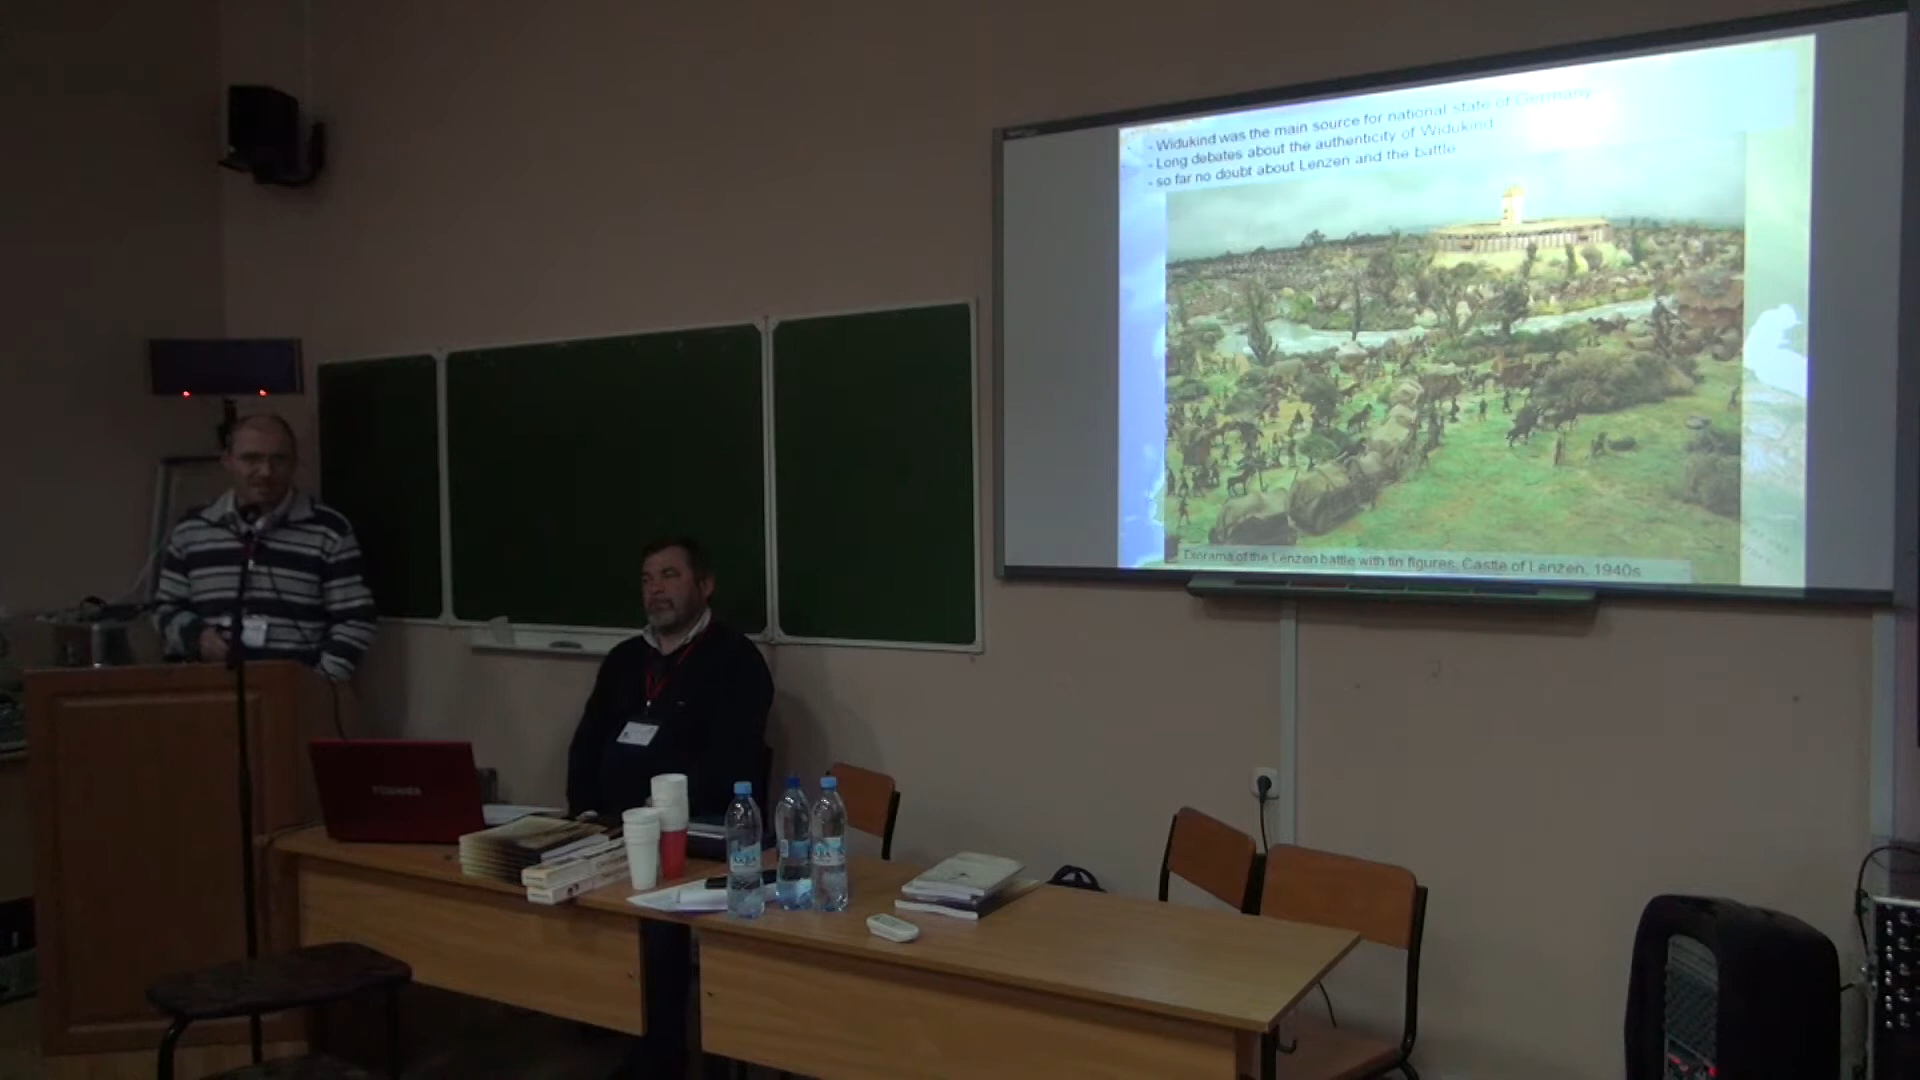 - Widukind was the main source for national state of Germany
- Long debates about the authenticity of Widukind
- so far no doubt about Lenzen and the battle
Diorama of the Lenzen battle with tin figures, Castle of Lenzen, 1940s
TOSHIBA